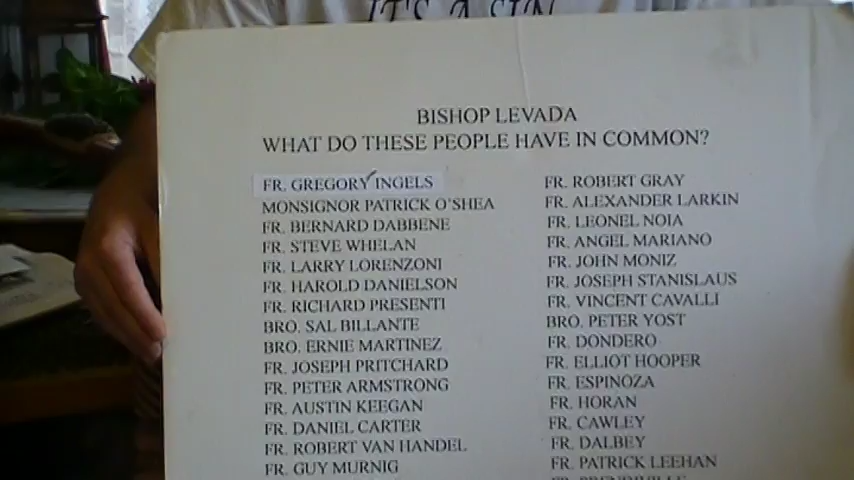 IT'S A SIN
BISHOP LEVADA
WHAT DO THESE PEOPLE HAVE IN COMMON?
FR. GREGORY INGELS
MONSIGNOR PATRICK O'SHEA
FR. BERNARD DABBENE
FR. STEVE WHELAN
FR. LARRY LORENZONI
FR. HAROLD DANIELSON
FR. RICHARD PRESENTI
BRO. SAL BILLANTE
BRO. ERNIE MARTINEZ
FR. JOSEPH PRITCHARD
FR. PETER ARMSTRONG
FR. AUSTIN KEEGAN
FR. DANIEL CARTER
FR. ROBERT VAN HANDEL
FR. GUY MURNIG
FR. ROBERT GRAY
FR. ALEXANDER LARKIN
FR. LEONEL NOIA
FR. ANGEL MARIANO
FR. JOHN MONIZ
FR. JOSEPH STANISLAUS
FR. VINCENT CAVALLI
BRO. PETER YOST
FR. DONDERO
FR. ELLIOT HOOPER
FR. ESPINOZA
FR. HORAN
FR. CAWLEY
FR. DALBEY
FR. PATRICK LEEHAN